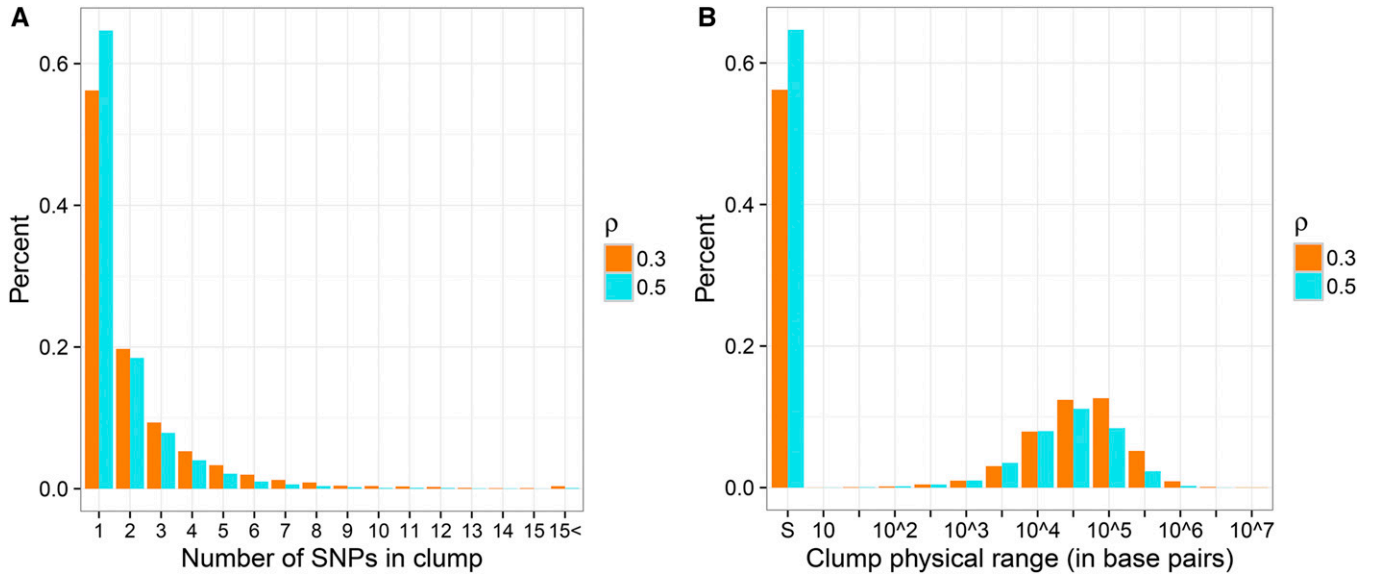 A
Percent
0.6
0.4
0.2
0.0
1 2 3 4 5 6 7 8 9 10 11 12 13 14 15 15<
Number of SNPs in clump
ρ
0.3
0.5
B
Percent
0.6
0.4
0.2
0.0
S 10 10^2 10^3 10^4 10^5 10^6 10^7
Clump physical range (in base pairs)
ρ
0.3
0.5